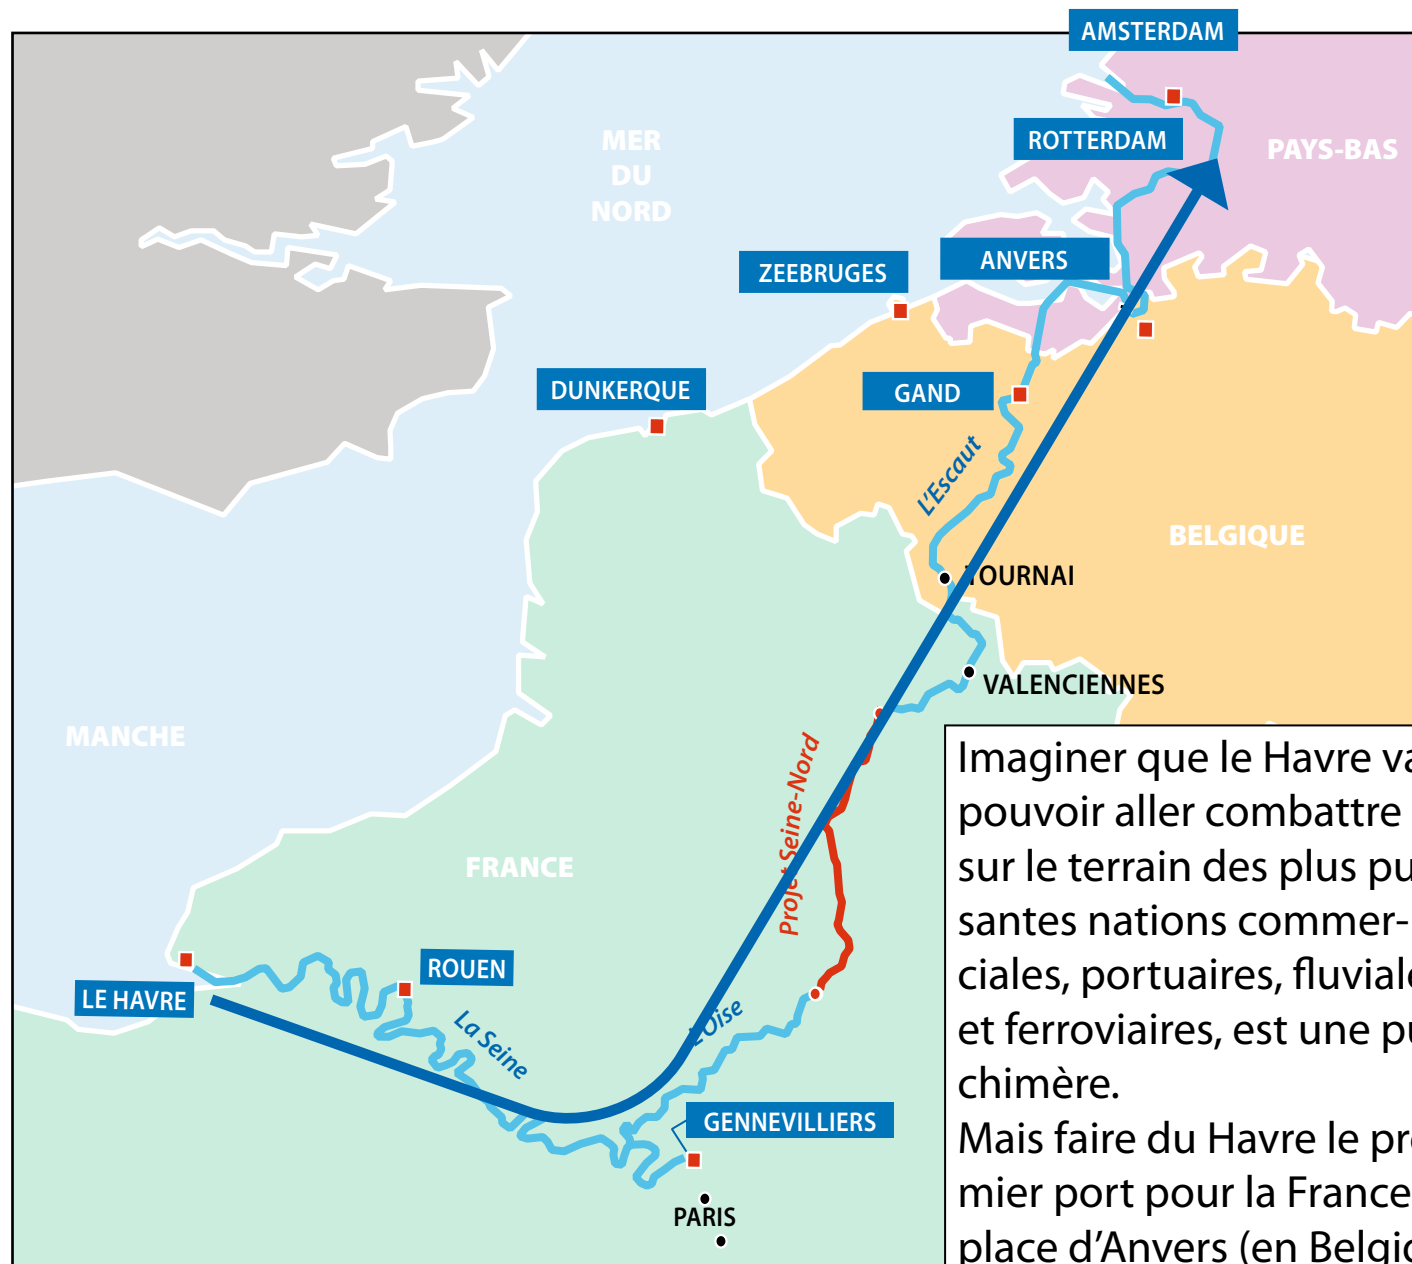 AMSTERDAM
ROTTERDAM
PAYS-BAS
MER
DU
NORD
ANVERS
ZEEBRUGES
DUNKERQUE
GAND
L'Escaut
BELGIQUE
TOURNAI
VALENCIENNES
MANCHE
Projet Seine-Nord
FRANCE
ROUEN
LE HAVRE
La Seine
L'Oise
GENNEVILLIERS
PARIS
Imaginer que le Havre va
pouvoir aller combattre
sur le terrain des plus pu
santes nations commer-
ciales, portuaires, fluviale
et ferroviaires, est une pu
chimère.
Mais faire du Havre le pre
mier port pour la France
place d'Anvers (en Belgic